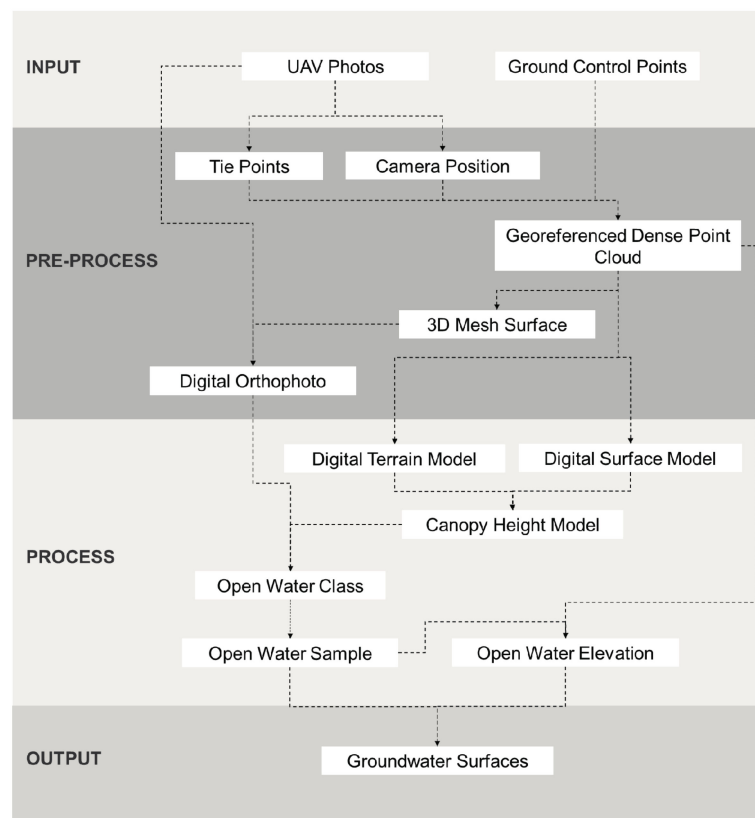 INPUT
UAV Photos
Ground Control Points
Tie Points
Camera Position
Georeferenced Dense Point
Cloud
PRE-PROCESS
3D Mesh Surface
Digital Orthophoto
Digital Terrain Model
Digital Surface Model
Canopy Height Model
PROCESS
Open Water Class
Open Water Sample
Open Water Elevation
OUTPUT
Groundwater Surfaces